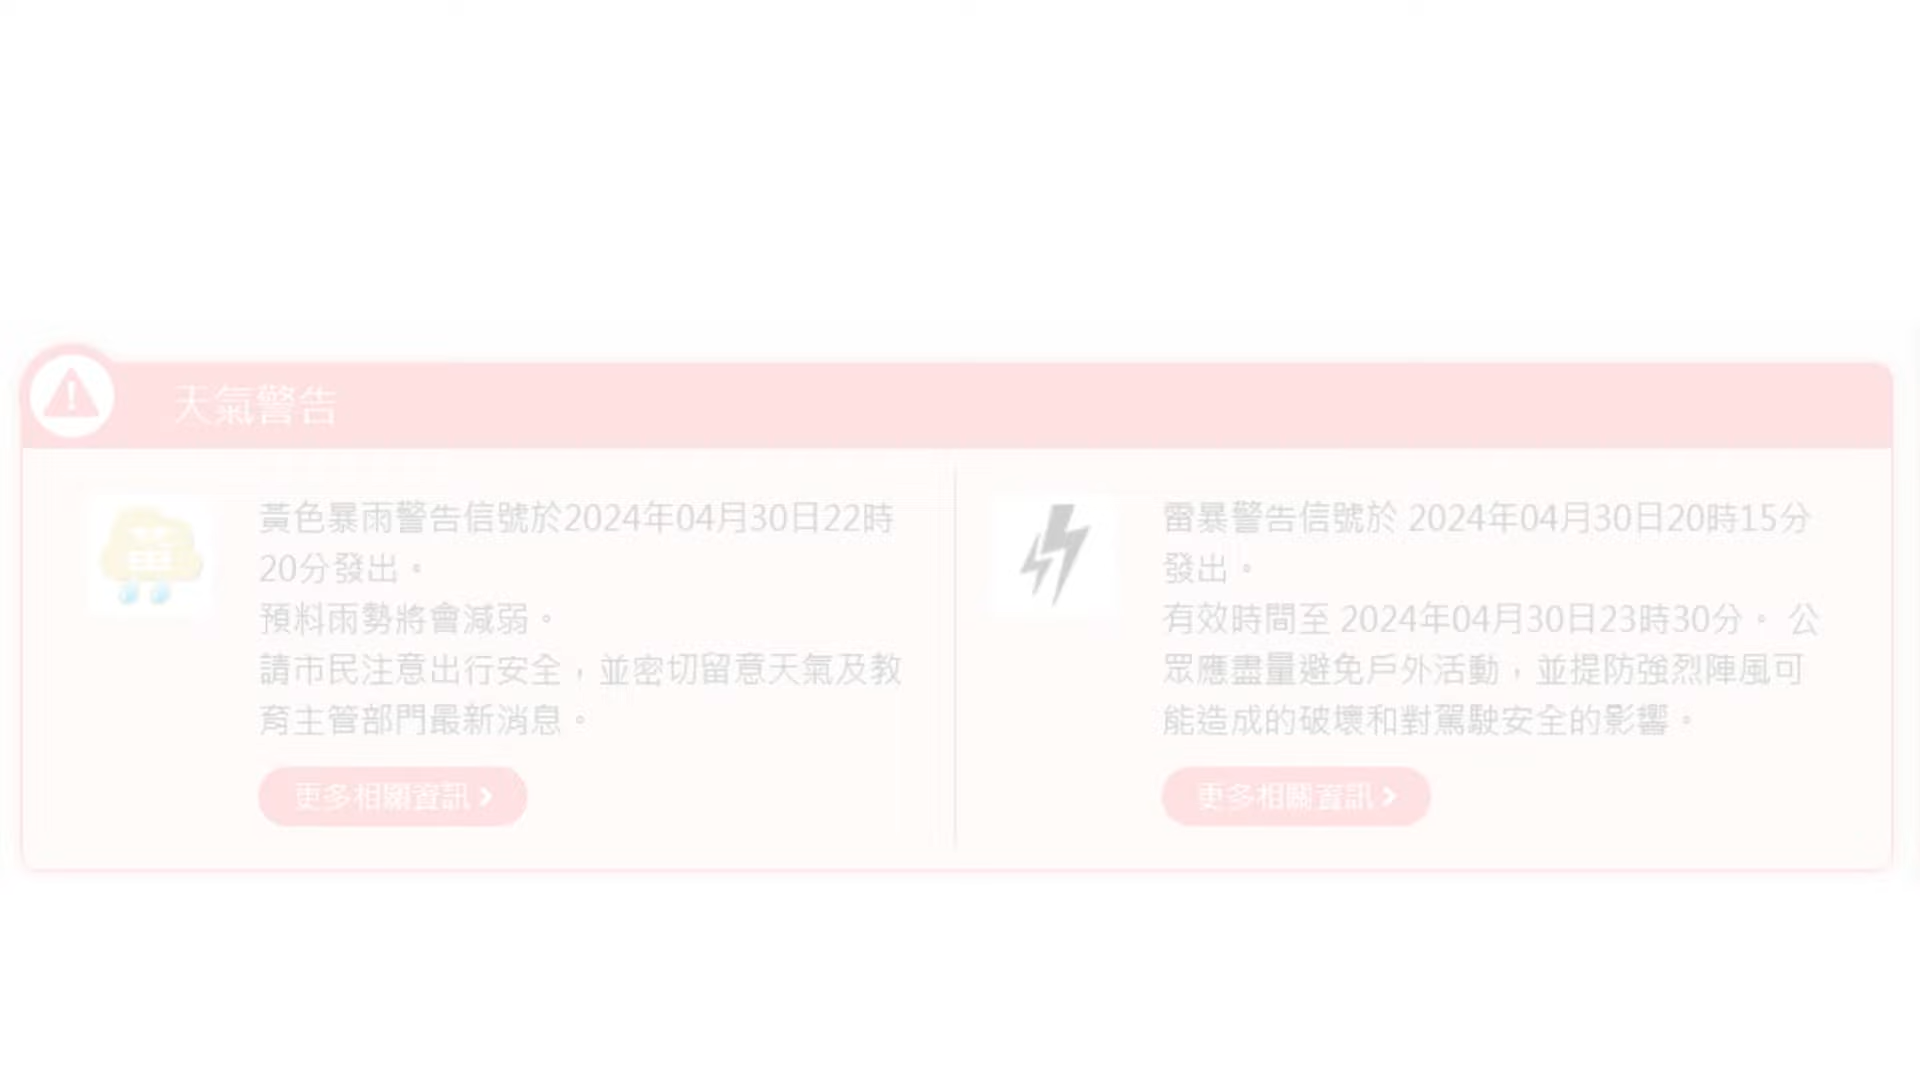 天氣警告
黃色暴雨警告信號於2024年04月30日22時
20分發出。
預料雨勢將會減弱。
請市民注意出行安全，並密切留意天氣及教
育主管部門最新消息。
更多相關資訊
雷暴警告信號於 2024年04月30日20時15分
發出。
有效時間至 2024年04月30日23時30分。 公
眾應盡量避免戶外活動，並提防強烈陣風可
能造成的破壞和對駕駛安全的影響。
更多相關資訊